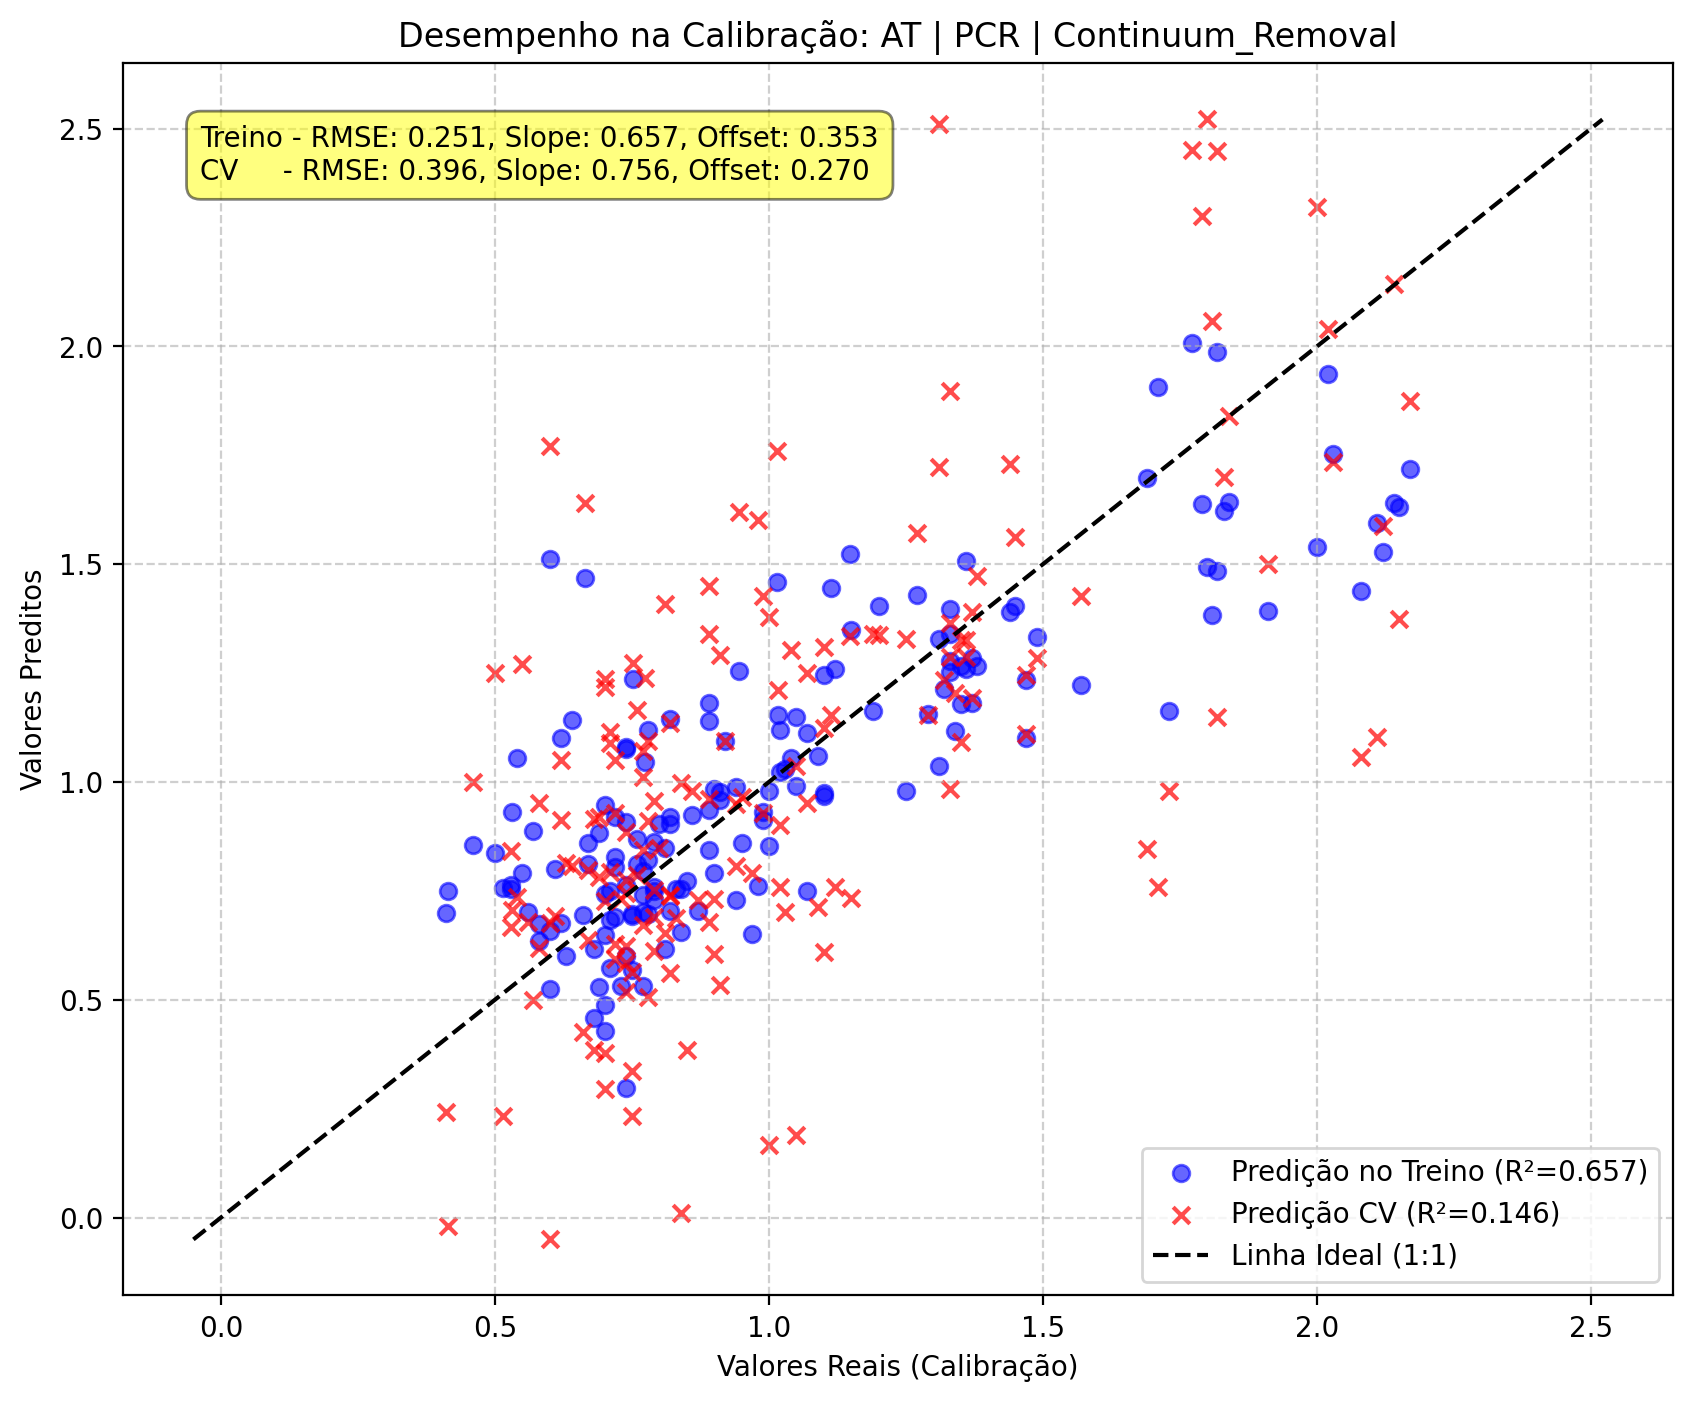 Desempenho na Calibração: AT | PCR | Continuum_Removal
Treino - RMSE: 0.251, Slope: 0.657, Offset: 0.353
CV     - RMSE: 0.396, Slope: 0.756, Offset: 0.270
Valores Preditos
2.5
2.0
1.5
1.0
0.5
0.0
Predição no Treino (R²=0.657)
Predição CV (R²=0.146)
Linha Ideal (1:1)
0.0 0.5 1.0 1.5 2.0 2.5
Valores Reais (Calibração)